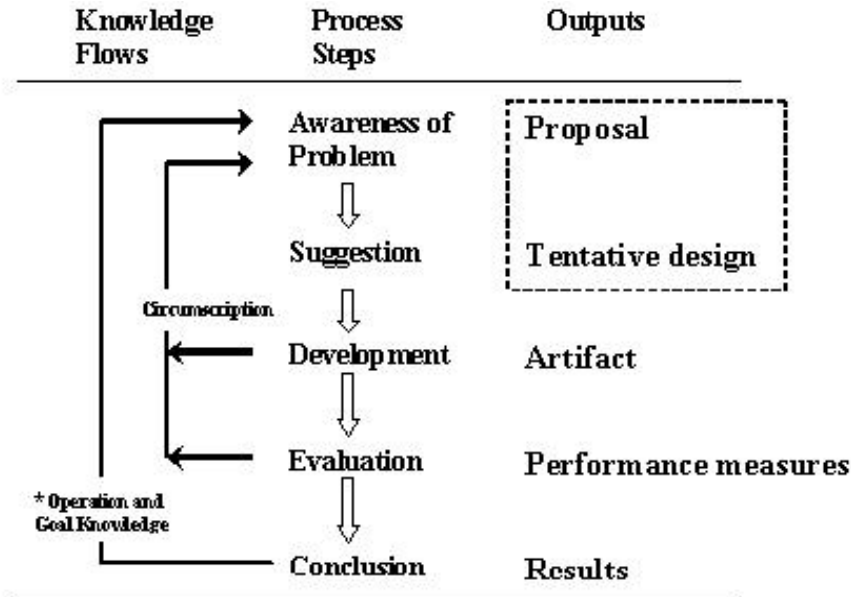 Knowledge
Flows
Process
Steps
Outputs
Awareness of
Problem
Proposal
Suggestion
Tentative design
Circumscription
Development
Artifact
Evaluation
Performance measures
* Operation and
Goal Knowledge
Conclusion
Results